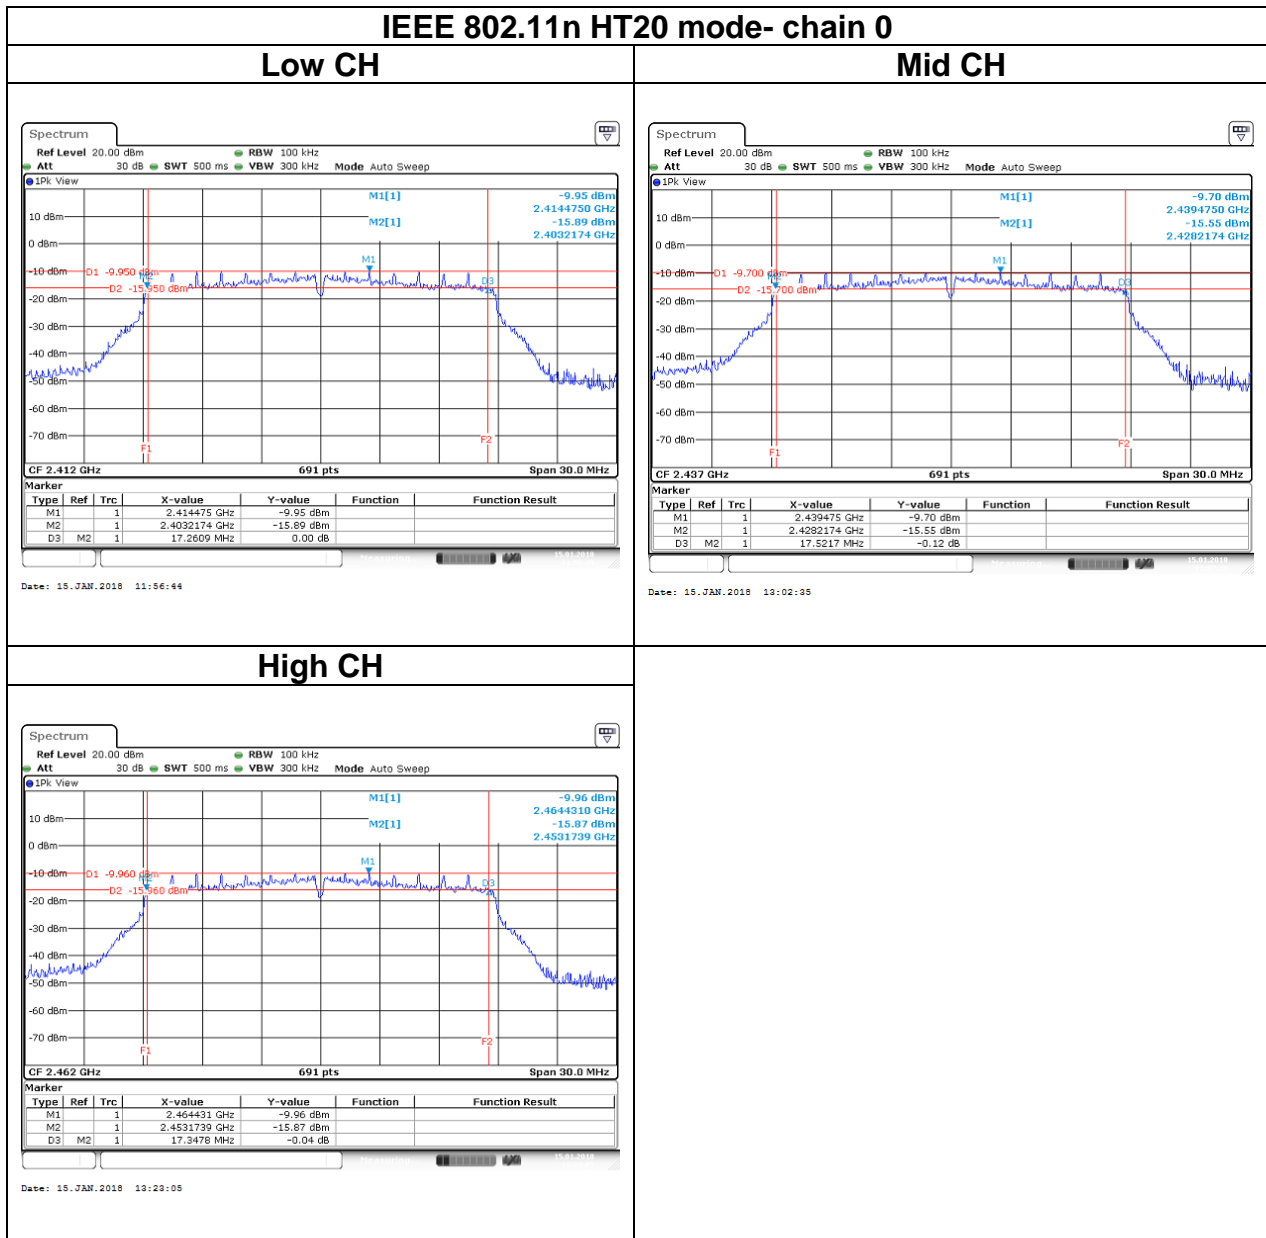 IEEE 802.11n HT20 mode- chain 0
Low CH
Spectrum
Ref Level 20.00 dBm RBW 100 kHz
Att 30 dB SWT 500 ms VBW 300 kHz Mode Auto Sweep
1Pk View
M1[1] -9.95 dBm
2.4144750 GHz
M2[1] -15.89 dBm
2.4032174 GHz
10 dBm
0 dBm
M1
-10 dBm D1 -9.950 dBm
D3
D2 -15.950 dBm
-20 dBm
-30 dBm
-40 dBm
-50 dBm
-60 dBm
-70 dBm
F1 F2
CF 2.412 GHz 691 pts Span 30.0 MHz
Marker
Type Ref Trc X-value Y-value Function Function Result
M1 1 2.414475 GHz -9.95 dBm
M2 1 2.4032174 GHz -15.89 dBm
D3 M2 1 17.2609 MHz 0.00 dB
Date: 15.JAN.2018 11:56:44
Mid CH
Spectrum
Ref Level 20.00 dBm RBW 100 kHz
Att 30 dB SWT 500 ms VBW 300 kHz Mode Auto Sweep
1Pk View
M1[1] -9.70 dBm
2.4394750 GHz
M2[1] -15.55 dBm
2.4282174 GHz
10 dBm
0 dBm
M1
-10 dBm D1 -9.700 dBm
D3
D2 -15.700 dBm
-20 dBm
-30 dBm
-40 dBm
-50 dBm
-60 dBm
-70 dBm
F1 F2
CF 2.437 GHz 691 pts Span 30.0 MHz
Marker
Type Ref Trc X-value Y-value Function Function Result
M1 1 2.439475 GHz -9.70 dBm
M2 1 2.4282174 GHz -15.55 dBm
D3 M2 1 17.5217 MHz -0.12 dB
15.01.2018
Date: 15.JAN.2018 13:02:35
High CH
Spectrum
Ref Level 20.00 dBm RBW 100 kHz
Att 30 dB SWT 500 ms VBW 300 kHz Mode Auto Sweep
1Pk View
M1[1] -9.96 dBm
2.4644310 GHz
M2[1] -15.87 dBm
2.4531739 GHz
10 dBm
0 dBm
M1
-10 dBm D1 -9.960 dBm
D3
D2 -15.960 dBm
-20 dBm
-30 dBm
-40 dBm
-50 dBm
-60 dBm
-70 dBm
F1 F2
CF 2.462 GHz 691 pts Span 30.0 MHz
Marker
Type Ref Trc X-value Y-value Function Function Result
M1 1 2.464431 GHz -9.96 dBm
M2 1 2.4531739 GHz -15.87 dBm
D3 M2 1 17.3478 MHz -0.04 dB
Date: 15.JAN.2018 13:23:05